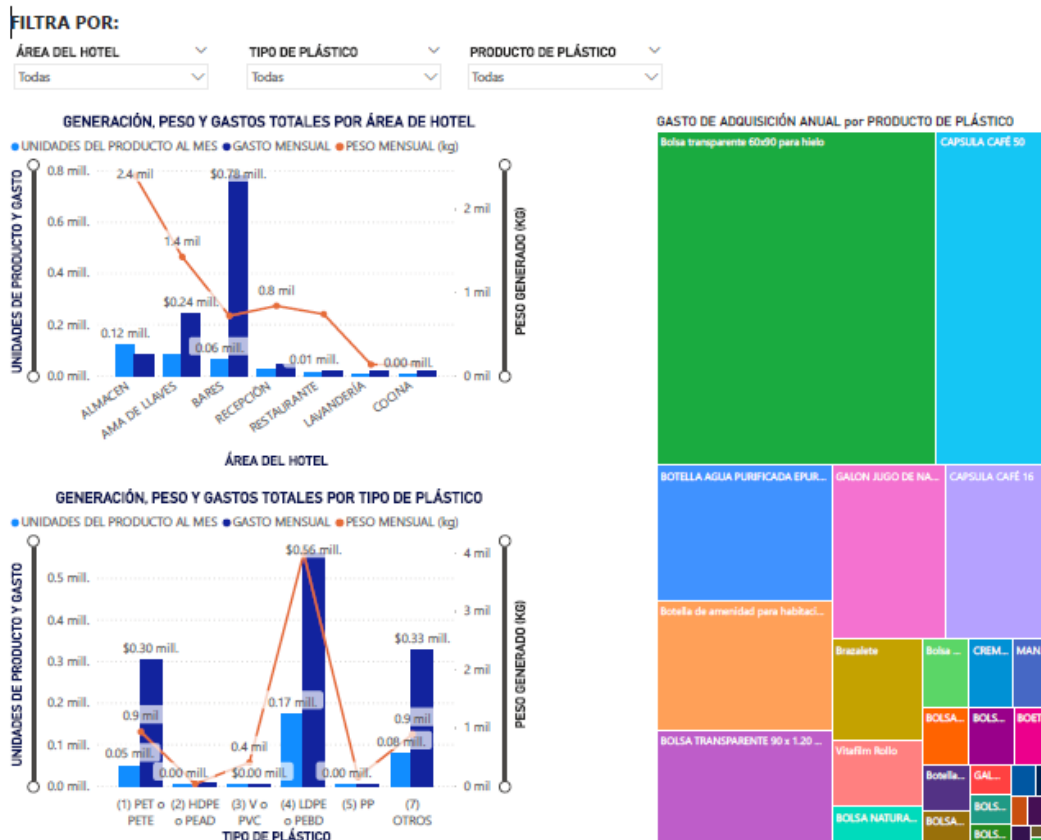 FILTRA POR:
ÁREA DEL HOTEL
TIPO DE PLÁSTICO
PRODUCTO DE PLÁSTICO
Todas
Todas
Todas
GENERACIÓN, PESO Y GASTOS TOTALES POR ÁREA DE HOTEL
UNIDADES DEL PRODUCTO AL MES GASTO MENSUAL PESO MENSUAL (kg)
UNIDADES DE PRODUCTO Y GASTO
0.8 mill.
0.6 mill.
0.4 mill.
0.2 mill.
0.0 mill.
2.4 mil
$0.78 mill.
1.4 mil
$0.24 mill.
0.8 mil
0.12 mill.
0.06 mill.
0.01 mill.
0.00 mill.
2 mil
1 mil
0 mil
PESO GENERADO (KG)
ALMACEN
AMA DE LLAVES
BARES
RECEPCIÓN
RESTAURANTE
LAVANDERÍA
COCINA
ÁREA DEL HOTEL
GENERACIÓN, PESO Y GASTOS TOTALES POR TIPO DE PLÁSTICO
UNIDADES DEL PRODUCTO AL MES GASTO MENSUAL PESO MENSUAL (kg)
UNIDADES DE PRODUCTO Y GASTO
0.5 mill.
0.4 mill.
0.3 mill.
0.2 mill.
0.1 mill.
0.0 mill.
$0.56 mill.
$0.30 mill.
$0.33 mill.
0.17 mill.
0.9 mil
0.9 mil
0.05 mill.
0.4 mil
0.08 mill.
0.00 mill.
$0.00 mill.
0.00 mill.
4 mil
3 mil
2 mil
1 mil
0 mil
PESO GENERADO (KG)
(1) PET o PETE
(2) HDPE o PEAD
(3) V o PVC
(4) LDPE o PEBD
(5) PP
(7) OTROS
TIPO DE PLÁSTICO
GASTO DE ADQUISICIÓN ANUAL por PRODUCTO DE PLÁSTICO
Bolsa transparente 60x90 para hielo
CAPSULA CAFÉ 50
BOTELLA AGUA PURIFICADA EPUR...
GALON JUGO DE NA...
CAPSULA CAFÉ 16
Botella de amenidad para habitaci...
Brazalete
Bolsa ...
CREM...
MAN
BOLSA...
BOLS...
BOET
BOLSA TRANSPARENTE 90 x 1.20 ...
Vitafilm Rollo
Botella...
GAL...
BOLSA NATURA...
BOLSA...
BOLS...
BOLS...